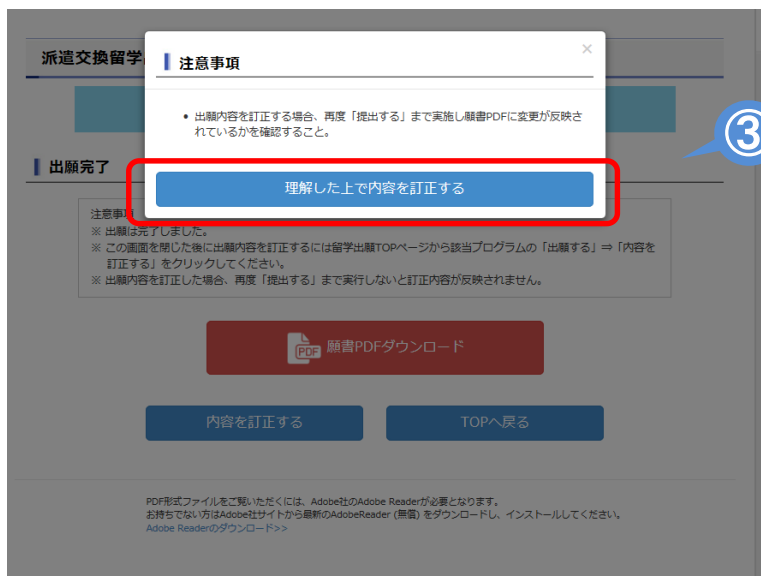 派遣交換留学
注意事項
×
• 出願内容を訂正する場合、再度「提出する」まで実施し願書PDFに変更が反映さ
れているかを確認すること。
③
理解した上で内容を訂正する
出願完了
注意事項
※ 出願は完了しました。
※ この画面を閉じた後に出願内容を訂正するには留学出願TOPページから該当プログラムの「出願する」⇒「内容を
訂正する」をクリックしてください。
※ 出願内容を訂正した場合、再度「提出する」まで実行しないと訂正内容が反映されません。
PDF 願書PDFダウンロード
内容を訂正する
TOPへ戻る
PDF形式ファイルをご覧いただくには、Adobe社のAdobe Readerが必要となります。
お持ちでない方はAdobe社サイトから最新のAdobeReader (無償) をダウンロードし、インストールしてください。
Adobe Readerのダウンロード>>